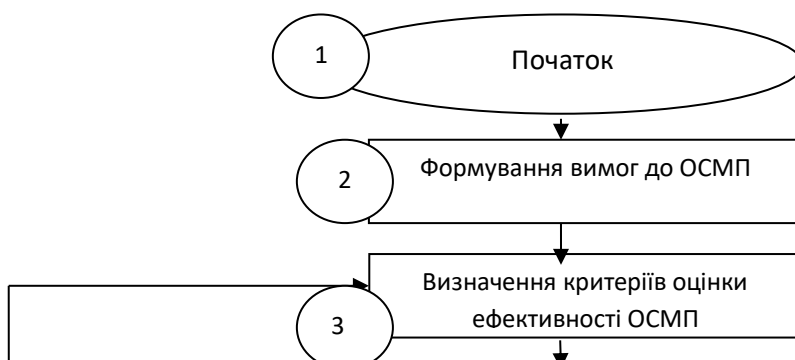 1
Початок
2
Формування вимог до ОСМП
Визначення критеріїв оцінки
ефективності ОСМП
3